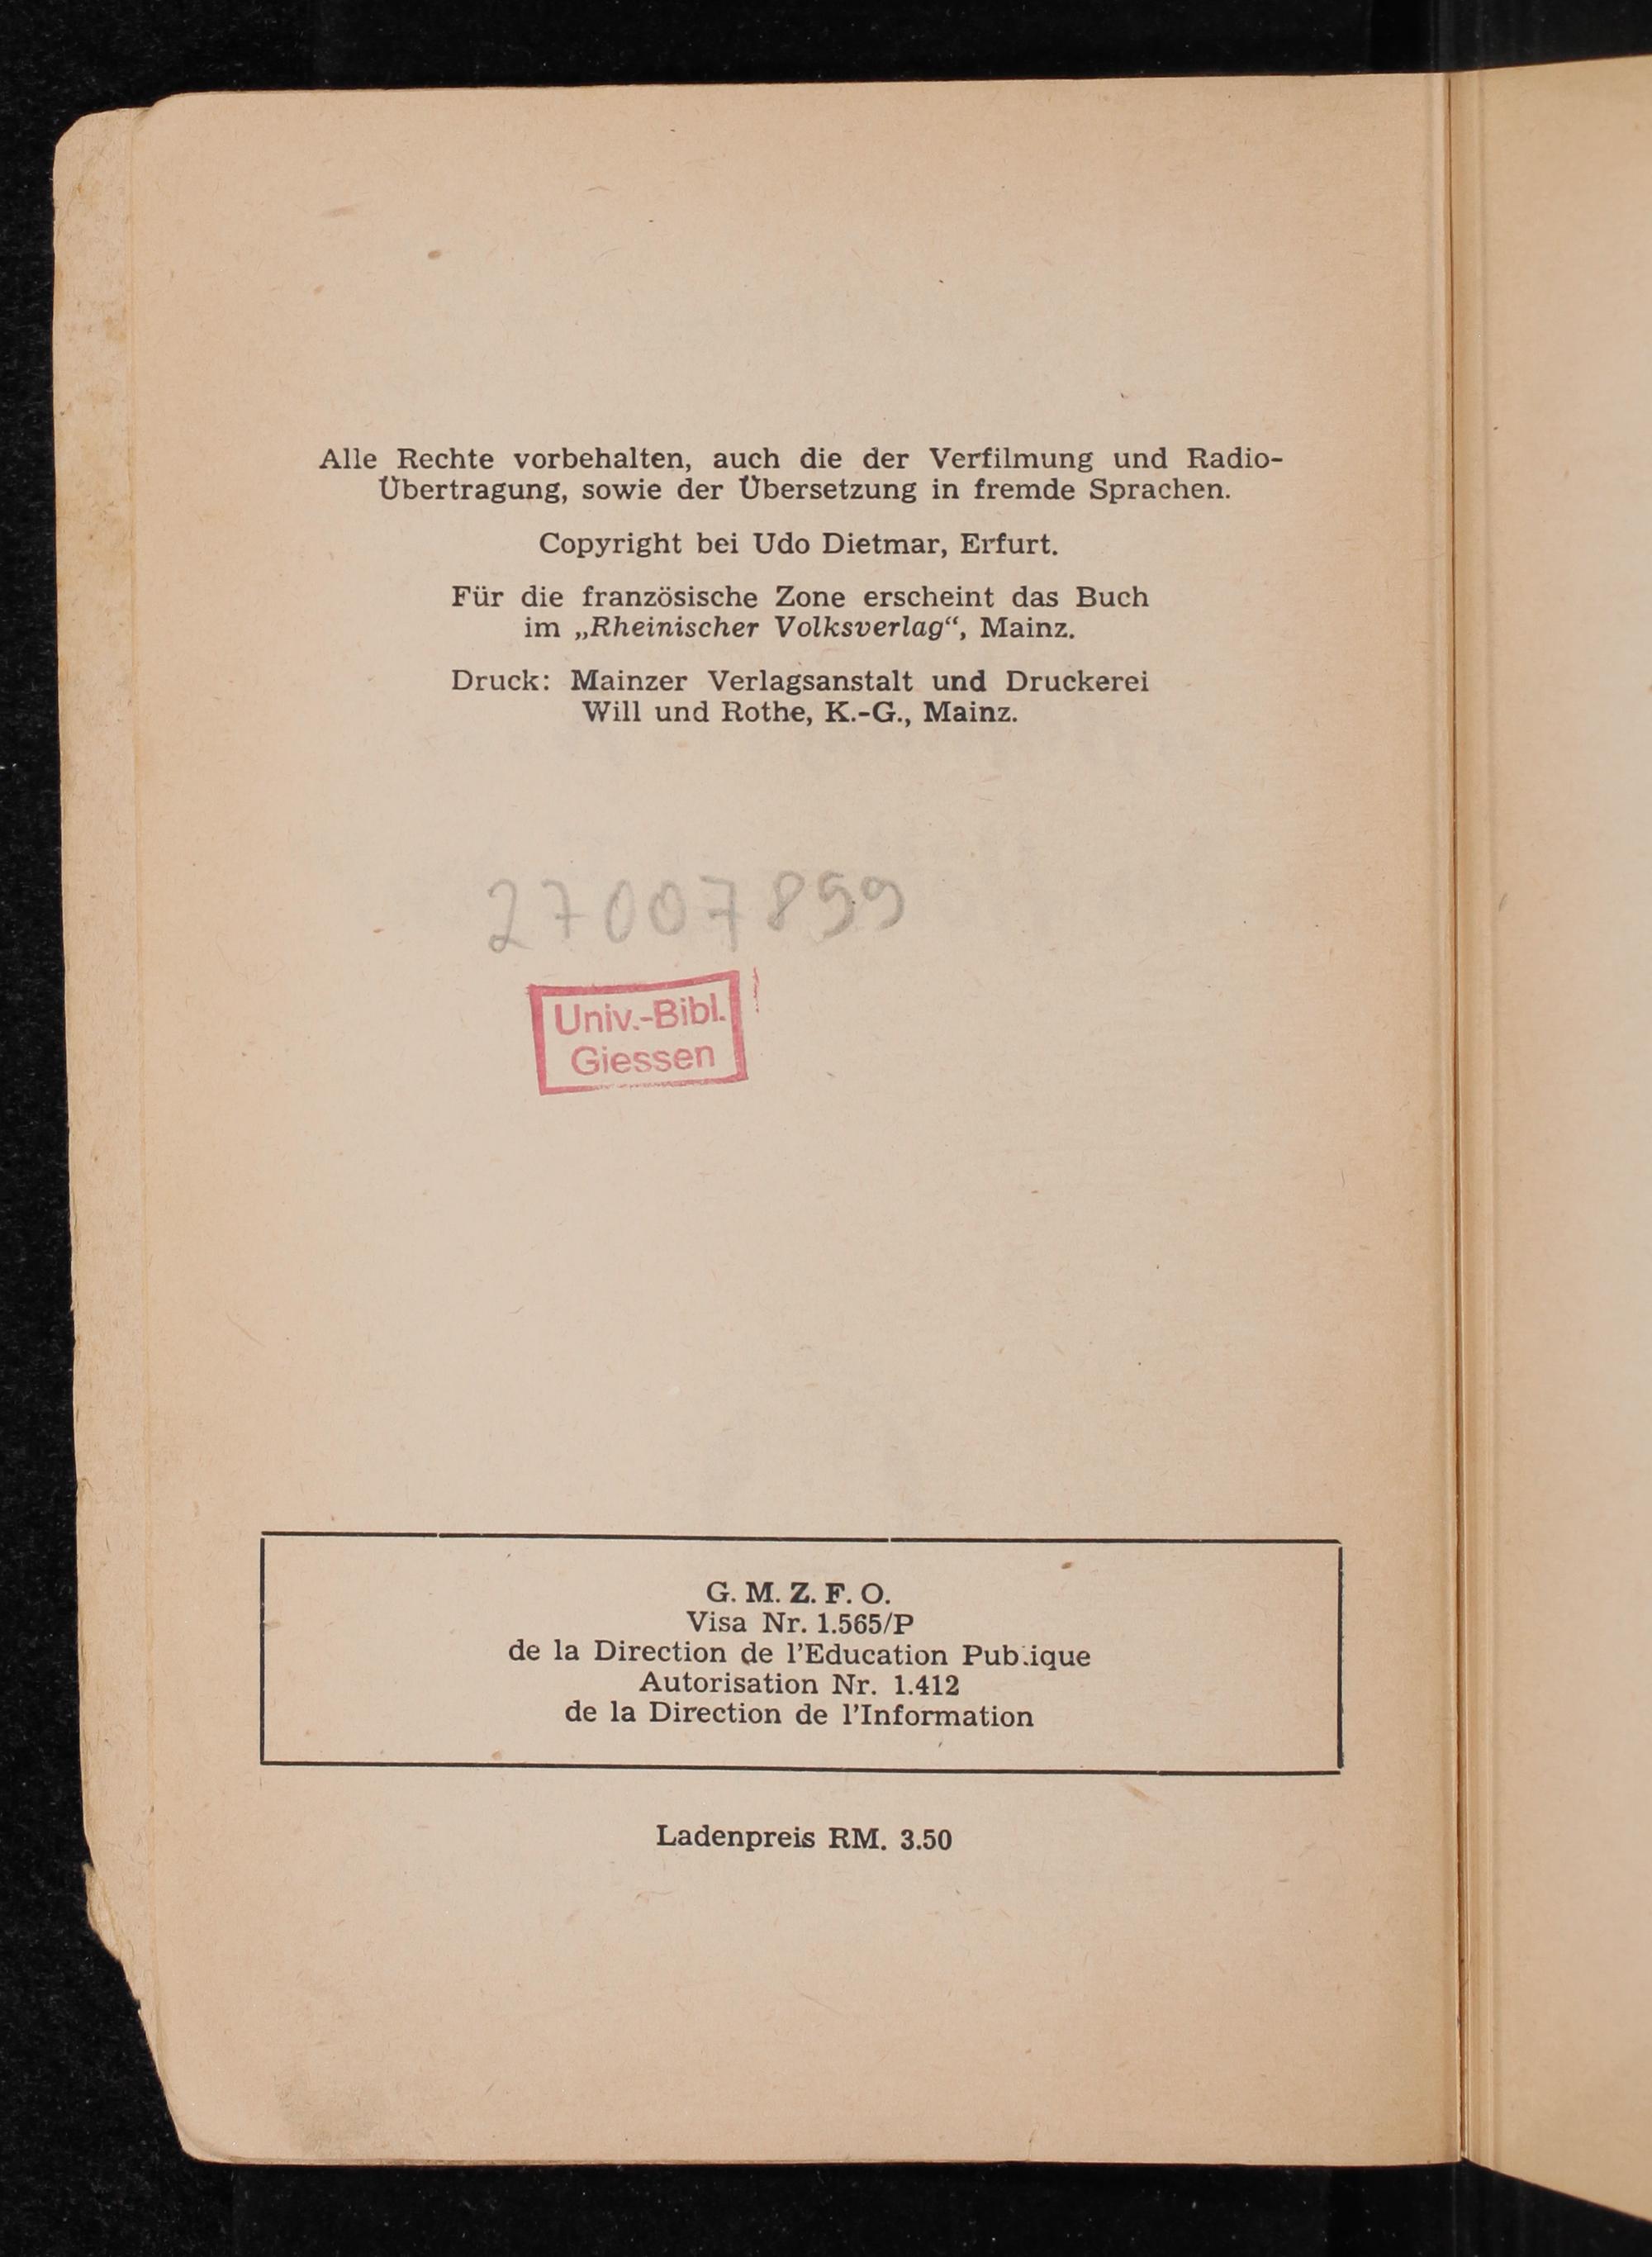 Alle Rechte vorbehalten, auch die der Verfilmung und Radio-
Übertragung, sowie der Übersetzung in fremde Sprachen.
Copyright bei Udo Dietmar, Erfurt.
Für die französische Zone erscheint das Buch
im „Rheinischer Volksverlag“, Mainz.
Druck: Mainzer Verlagsanstalt und Druckerei
Will und Rothe, K.-G., Mainz.
27007899
Univ.-Bibl.
Giessen
G. M. Z. F. O.
Visa Nr. 1.565/P
de la Direction de l'Education Pub.ique
Autorisation Nr. 1.412
de la Direction de l'Information
Ladenpreis RM. 3.50